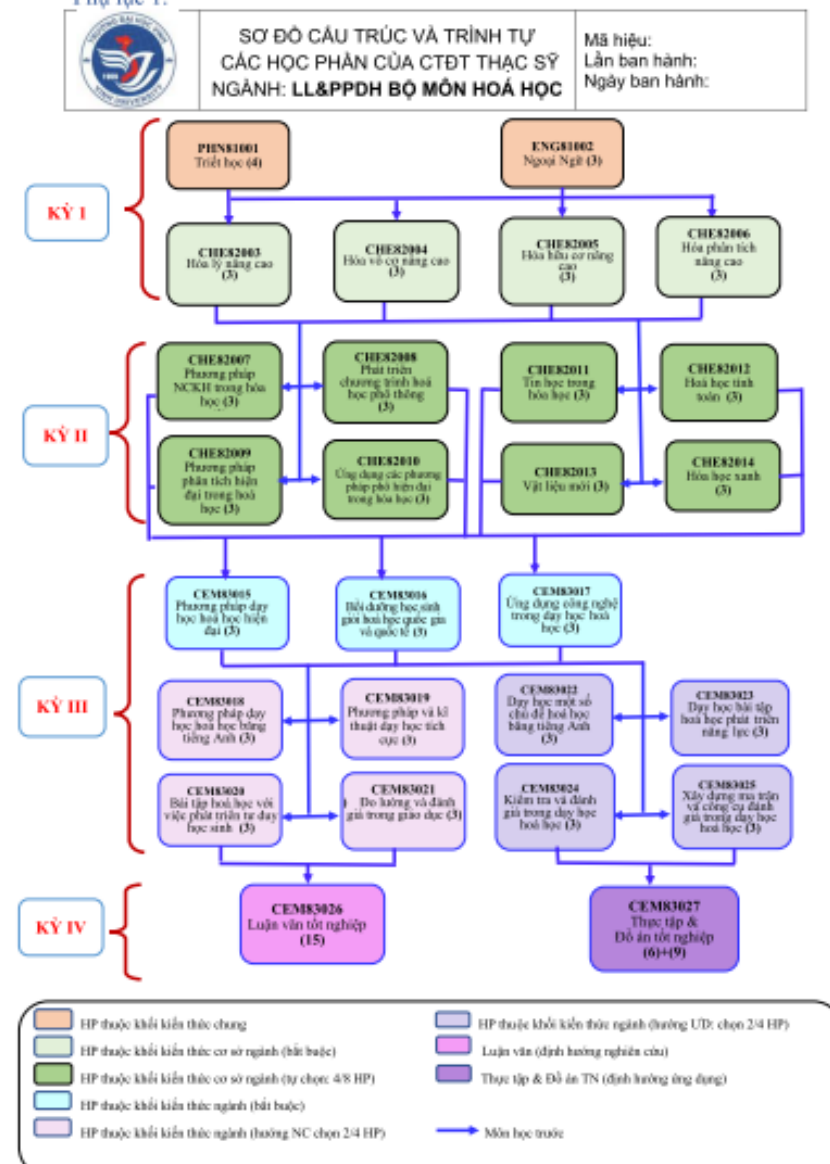 Phụ lục 1:
TRƯỜNG ĐẠI HỌC VINH
VINH UNIVERSITY
SƠ ĐỒ CẤU TRÚC VÀ TRÌNH TỰ
CÁC HỌC PHẦN CỦA CTĐT THẠC SỸ
NGÀNH: LL&PPDH BỘ MÔN HOÁ HỌC
Mã hiệu:
Lần ban hành:
Ngày ban hành:
KỲ I
PHN81001
Triết học (4)
ENG81002
Ngoại Ngữ (3)
CHE82003
Hóa lý nâng cao
(3)
CHE82004
Hóa vô cơ nâng cao
(3)
CHE82005
Hóa hữu cơ nâng
cao
(3)
CHE82006
Hóa phân tích
nâng cao
(3)
KỲ II
CHE82007
Phương pháp
NCKH trong hóa
học (3)
CHE82008
Phát triển
chương trình hoá
học phổ thông
(3)
CHE82011
Tin học trong
hóa học (3)
CHE82012
Hoá học tính
toán (3)
CHE82009
Phương pháp
phân tích hiện
đại trong hoá
học (3)
CHE82010
Ứng dụng các phương
pháp phổ hiện đại
trong hóa học (3)
CHE82013
Vật liệu mới (3)
CHE82014
Hóa học xanh
(3)
KỲ III
CEM83015
Phương pháp dạy
học hoá học hiện
đại (3)
CEM83016
Bồi dưỡng học sinh
giỏi hoá học quốc gia
và quốc tế (3)
CEM83017
Ứng dụng công nghệ
trong dạy học hoá
học (3)
CEM83018
Phương pháp dạy
học hoá học bằng
tiếng Anh (3)
CEM83019
Phương pháp và kĩ
thuật dạy học tích
cực (3)
CEM83022
Dạy học một số
chủ đề hoá học
bằng tiếng Anh
(3)
CEM83023
Dạy học bài tập
hoá học phát triển
năng lực (3)
CEM83020
Bài tập hoá học với
việc phát triển tư duy
học sinh (3)
CEM83021
Đo lường và đánh
giá trong giáo dục (3)
CEM83024
Kiểm tra và đánh
giá trong dạy học
hoá học (3)
CEM83025
Xây dựng ma trận
và công cụ đánh
giá trong dạy học
hoá học (3)
KỲ IV
CEM83026
Luận văn tốt nghiệp
(15)
CEM83027
Thực tập &
Đồ án tốt nghiệp
(6)+(9)
HP thuộc khối kiến thức chung
HP thuộc khối kiến thức cơ sở ngành (bắt buộc)
HP thuộc khối kiến thức cơ sở ngành (tự chọn: 4/8 HP)
HP thuộc khối kiến thức ngành (bắt buộc)
HP thuộc khối kiến thức ngành (hướng NC chọn 2/4 HP)
HP thuộc khối kiến thức ngành (hướng ƯD: chọn 2/4 HP)
Luận văn (định hướng nghiên cứu)
Thực tập & Đồ án TN (định hướng ứng dụng)
Môn học trước